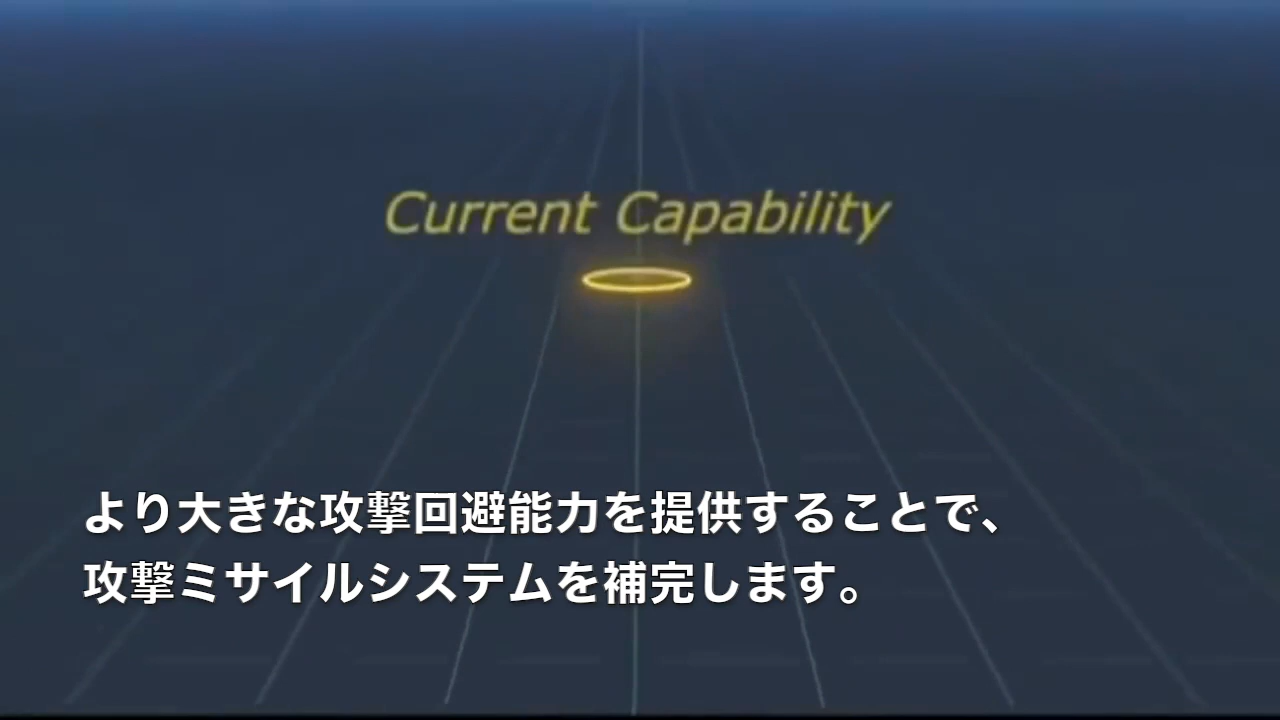 Current Capability
より大きな攻撃回避能力を提供することで、
攻撃ミサイルシステムを補完します。